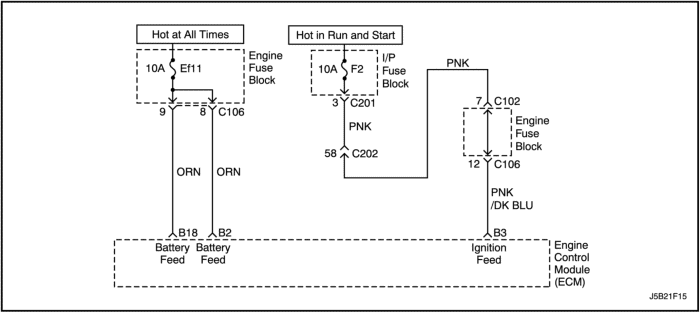 Hot at All Times
Hot in Run and Start
10A Ef11
Engine
Fuse
Block
10A F2
I/P
Fuse
Block
PNK
9 8 C106
3 C201
7 C102
PNK
Engine
Fuse
Block
58 C202
12 C106
ORN ORN
PNK
/DK BLU
B18 B2 B3
Battery
Feed
Battery
Feed
Ignition
Feed
Engine
Control
Module
(ECM)
J5B21F15